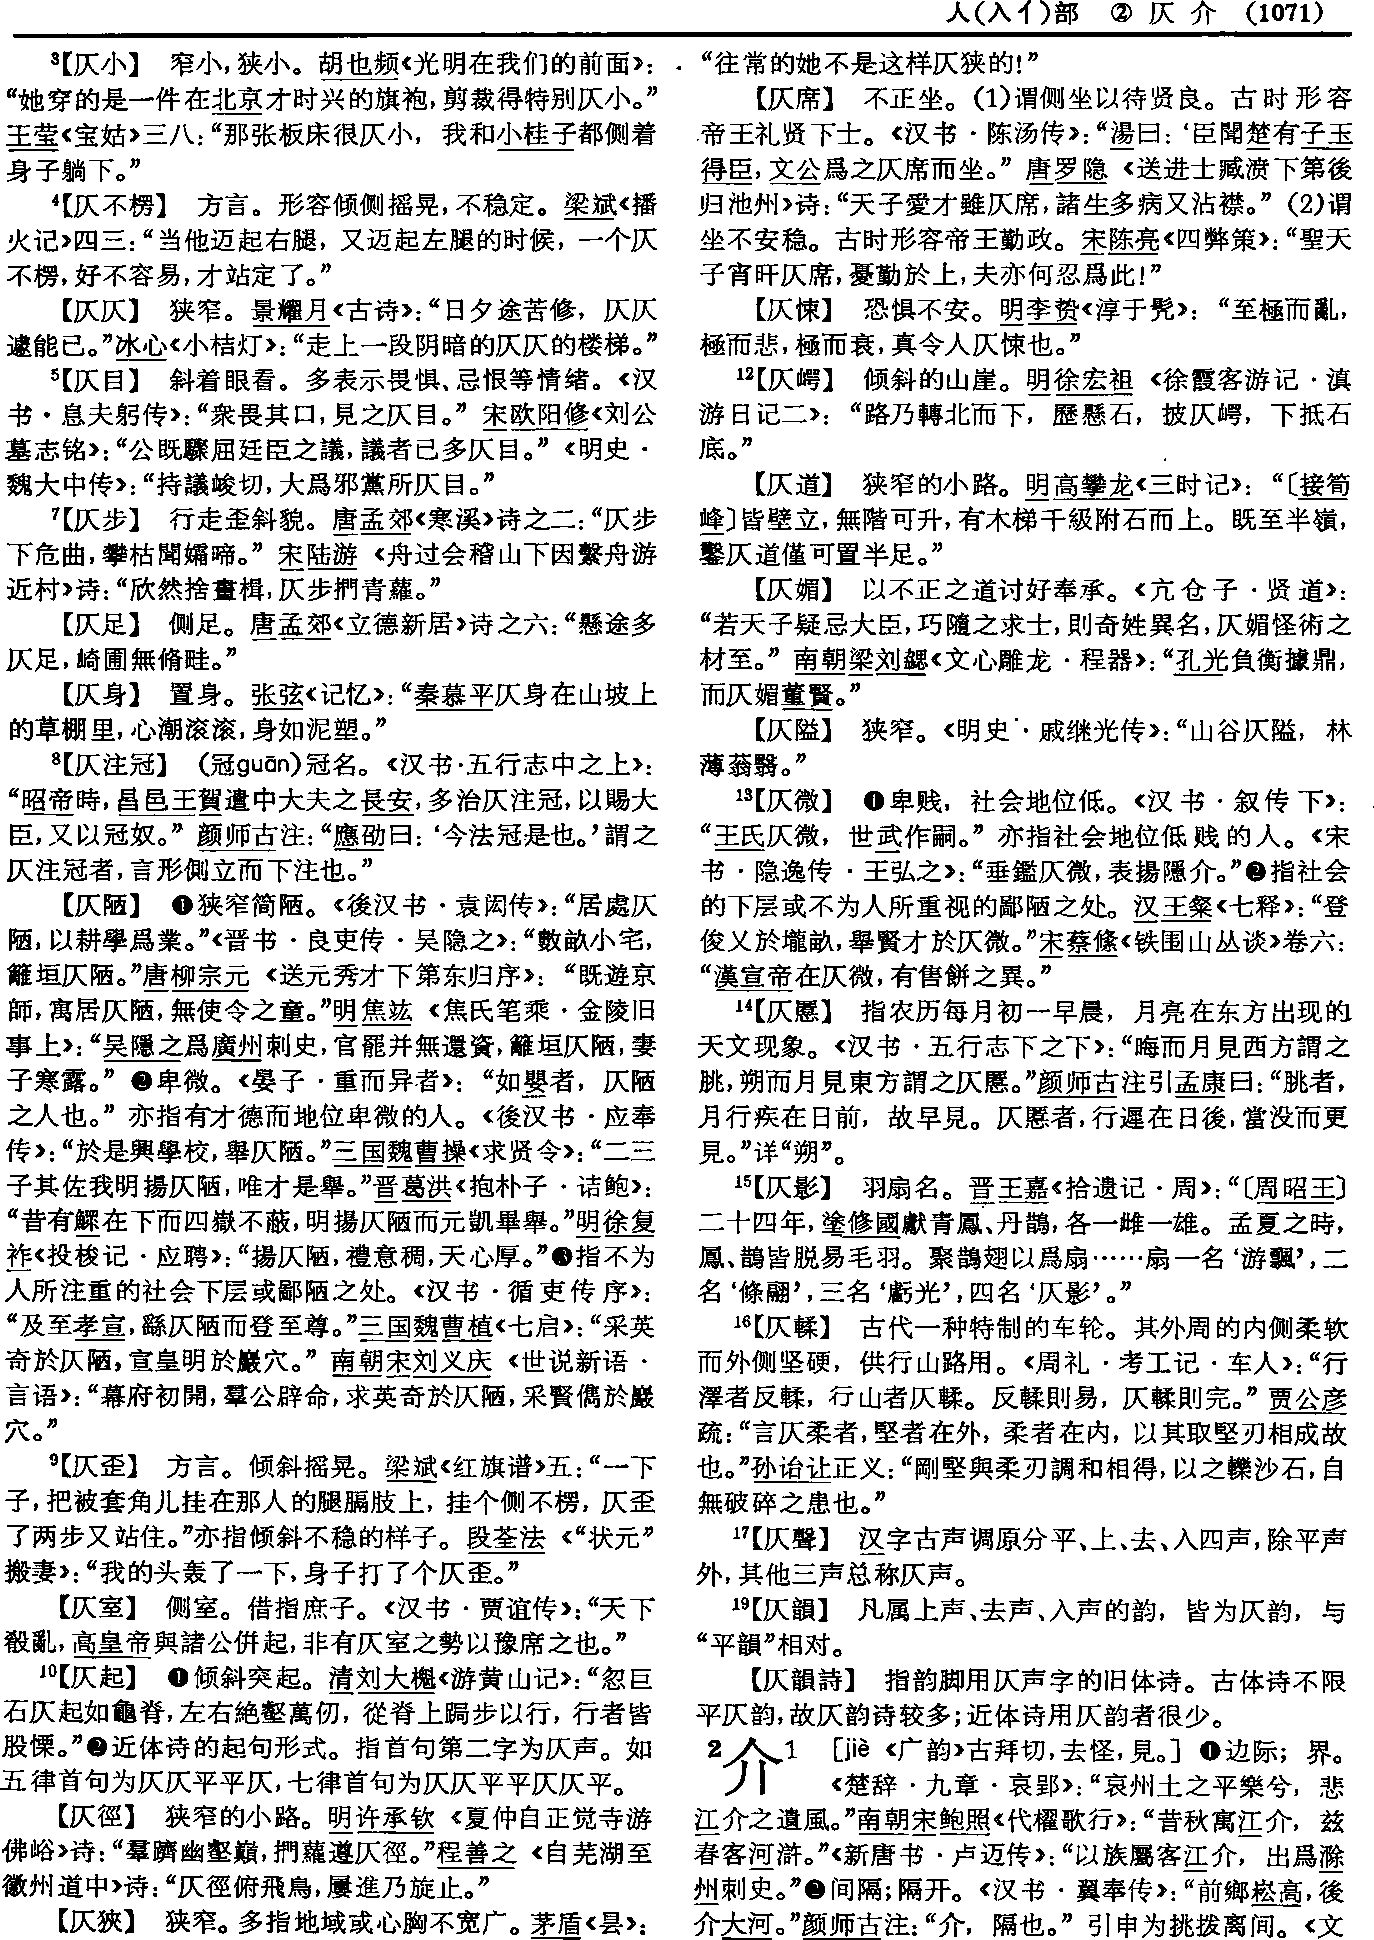 人(入亻)部 ② 仄 介 (1071)
³【仄小】 窄小,狭小。胡也频《光明在我们的前面》:
“她穿的是一件在北京才时兴的旗袍,剪裁得特别仄小。”
王莹《宝姑》三八:“那张板床很仄小,我和小桂子都侧着
身子躺下。”
⁴【仄不楞】 方言。形容倾侧摇晃,不稳定。梁斌《播
火记》四三:“当他迈起右腿,又迈起左腿的时候,一个仄
不楞,好不容易,才站定了。”
【仄仄】 狭窄。景耀月《古诗》:“日夕途苦修,仄仄
遽能已。”冰心《小桔灯》:“走上一段阴暗的仄仄的楼梯。”
⁵【仄目】 斜着眼看。多表示畏惧、忌恨等情绪。《汉
书·息夫躬传》:“衆畏其口,見之仄目。”宋欧阳修《刘公
墓志铭》:“公既驟屈廷臣之議,議者已多仄目。”《明史·
魏大中传》:“持議峻切,大爲邪黨所仄目。”
⁷【仄步】 行走歪斜貌。唐孟郊《寒溪》诗之二:“仄步
下危曲,攀枯聞孀啼。”宋陆游《舟过会稽山下因繫舟游
近村》诗:“欣然捨畫楫,仄步捫青蘿。”
【仄足】 侧足。唐孟郊《立德新居》诗之六:“懸途多
仄足,崎圃無脩畦。”
【仄身】 置身。张弦《记忆》:“秦慕平仄身在山坡上
的草棚里,心潮滚滚,身如泥塑。”
⁸【仄注冠】 (冠guān)冠名。《汉书·五行志中之上》:
“昭帝時,昌邑王賀遣中大夫之長安,多治仄注冠,以賜大
臣,又以冠奴。”颜师古注:“應劭曰:‘今法冠是也。’謂之
仄注冠者,言形側立而下注也。”
【仄陋】 ❶狭窄简陋。《後汉书·袁闳传》:“居處仄
陋,以耕學爲業。”《晋书·良吏传·吴隐之》:“數畝小宅,
籬垣仄陋。”唐柳宗元《送元秀才下第东归序》:“既遊京
師,寓居仄陋,無使令之童。”明焦竑《焦氏笔乘·金陵旧
事上》:“吴隱之爲廣州刺史,官罷并無還資,籬垣仄陋,妻
子寒露。”❷卑微。《晏子·重而异者》:“如嬰者,仄陋
之人也。”亦指有才德而地位卑微的人。《後汉书·应奉
传》:“於是興學校,舉仄陋。”三国魏曹操《求贤令》:“二三
子其佐我明揚仄陋,唯才是舉。”晋葛洪《抱朴子·诘鲍》:
“昔有鰥在下而四嶽不蔽,明揚仄陋而元凱畢舉。”明徐复
祚《投梭记·应聘》:“揚仄陋,禮意稠,天心厚。”❸指不为
人所注重的社会下层或鄙陋之处。《汉书·循吏传序》:
“及至孝宣,繇仄陋而登至尊。”三国魏曹植《七启》:“采英
奇於仄陋,宣皇明於巖穴。”南朝宋刘义庆《世说新语·
言语》:“幕府初開,羣公辟命,求英奇於仄陋,采賢儁於巖
穴。”
⁹【仄歪】 方言。倾斜摇晃。梁斌《红旗谱》五:“一下
子,把被套角儿挂在那人的腿膈肢上,挂个侧不楞,仄歪
了两步又站住。”亦指倾斜不稳的样子。段荃法《“状元”
搬妻》:“我的头轰了一下,身子打了个仄歪。”
【仄室】 侧室。借指庶子。《汉书·贾谊传》:“天下
殽亂,高皇帝與諸公併起,非有仄室之勢以豫席之也。”
¹⁰【仄起】 ❶倾斜突起。清刘大櫆《游黄山记》:“忽巨
石仄起如龜脊,左右絶壑萬仞,從脊上跼步以行,行者皆
股慄。”❷近体诗的起句形式。指首句第二字为仄声。如
五律首句为仄仄平平仄,七律首句为仄仄平平仄仄平。
【仄徑】 狭窄的小路。明许承钦《夏仲自正觉寺游
佛峪》诗:“羣躋幽壑巔,捫蘿遵仄徑。”程善之《自芜湖至
徽州道中》诗:“仄徑俯飛鳥,屢進乃旋止。”
【仄狹】 狭窄。多指地域或心胸不宽广。茅盾《昙》:
“往常的她不是这样仄狭的!”
【仄席】 不正坐。(1)谓侧坐以待贤良。古时形容
帝王礼贤下士。《汉书·陈汤传》:“湯曰:‘臣聞楚有子玉
得臣,文公爲之仄席而坐。”唐罗隐《送进士臧濆下第後
归池州》诗:“天子愛才雖仄席,諸生多病又沾襟。”(2)谓
坐不安稳。古时形容帝王勤政。宋陈亮《四弊策》:“聖天
子宵旰仄席,憂勤於上,夫亦何忍爲此!”
【仄悚】 恐惧不安。明李贽《淳于髡》:“至極而亂,
極而悲,極而衰,真令人仄悚也。”
¹²【仄崿】 倾斜的山崖。明徐宏祖《徐霞客游记·滇
游日记二》:“路乃轉北而下,歷懸石,披仄崿,下抵石
底。”
【仄道】 狭窄的小路。明高攀龙《三时记》:“〔接筍
峰〕皆壁立,無階可升,有木梯千級附石而上。既至半嶺,
鑿仄道僅可置半足。”
【仄媚】 以不正之道讨好奉承。《亢仓子·贤道》:
“若天子疑忌大臣,巧隨之求士,則奇姓異名,仄媚怪術之
材至。”南朝梁刘勰《文心雕龙·程器》:“孔光負衡據鼎,
而仄媚董賢。”
【仄隘】 狭窄。《明史·戚继光传》:“山谷仄隘,林
薄蓊翳。”
¹³【仄微】 ❶卑贱,社会地位低。《汉书·叙传下》:
“王氏仄微,世武作嗣。”亦指社会地位低贱的人。《宋
书·隐逸传·王弘之》:“垂鑑仄微,表揚隱介。”❷指社会
的下层或不为人所重视的鄙陋之处。汉王粲《七释》:“登
俊乂於壠畝,舉賢才於仄微。”宋蔡絛《铁围山丛谈》卷六:
“漢宣帝在仄微,有售餅之異。”
¹⁴【仄慝】 指农历每月初一早晨,月亮在东方出现的
天文现象。《汉书·五行志下之下》:“晦而月見西方謂之
朓,朔而月見東方謂之仄慝。”颜师古注引孟康曰:“朓者,
月行疾在日前,故早見。仄慝者,行遲在日後,當没而更
見。”详“朔”。
¹⁵【仄影】 羽扇名。晋王嘉《拾遗记·周》:“〔周昭王〕
二十四年,塗修國獻青鳳、丹鵲,各一雌一雄。孟夏之時,
鳳、鵲皆脱易毛羽。聚鵲翅以爲扇……扇一名‘游飄’,二
名‘條翮’,三名‘虧光’,四名‘仄影’。”
¹⁶【仄輮】 古代一种特制的车轮。其外周的内侧柔软
而外侧坚硬,供行山路用。《周礼·考工记·车人》:“行
澤者反輮,行山者仄輮。反輮則易,仄輮則完。”贾公彦
疏:“言仄柔者,堅者在外,柔者在内,以其取堅刃相成故
也。”孙诒让正义:“剛堅與柔刃調和相得,以之轢沙石,自
無破碎之患也。”
¹⁷【仄聲】 汉字古声调原分平、上、去、入四声,除平声
外,其他三声总称仄声。
¹⁹【仄韻】 凡属上声、去声、入声的韵,皆为仄韵,与
“平韻”相对。
【仄韻詩】 指韵脚用仄声字的旧体诗。古体诗不限
平仄韵,故仄韵诗较多;近体诗用仄韵者很少。
²介¹ [jiè《广韵》古拜切,去怪,見。] ❶边际;界。
《楚辞·九章·哀郢》:“哀州土之平樂兮,悲
江介之遺風。”南朝宋鲍照《代櫂歌行》:“昔秋寓江介,兹
春客河滸。”《新唐书·卢迈传》:“以族屬客江介,出爲滁
州刺史。”❷间隔;隔开。《汉书·翼奉传》:“前鄉崧高,後
介大河。”颜师古注:“介,隔也。”引申为挑拨离间。《文